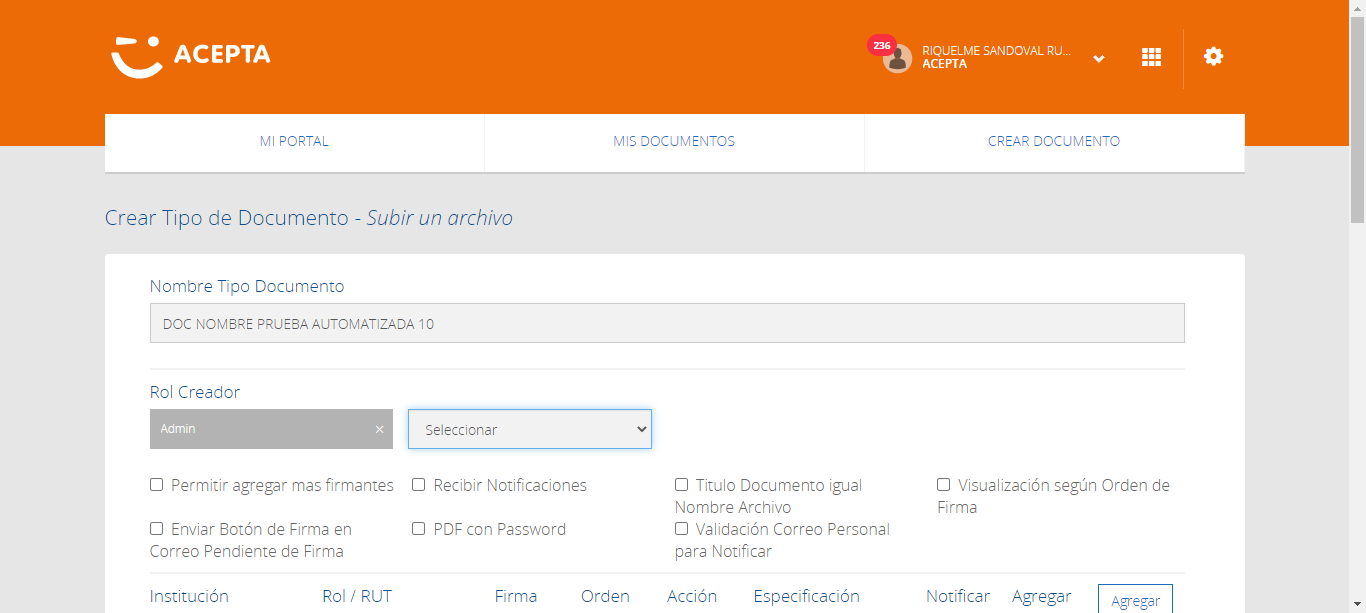 ACEPTA
236
RIQUELME SANDOVAL RU...
ACEPTA
MI PORTAL
MIS DOCUMENTOS
CREAR DOCUMENTO
Crear Tipo de Documento - Subir un archivo
Nombre Tipo Documento
DOC NOMBRE PRUEBA AUTOMATIZADA 10
Rol Creador
Admin ×
Seleccionar
Permitir agregar mas firmantes
Recibir Notificaciones
Titulo Documento igual
Nombre Archivo
Visualización según Orden de
Firma
Enviar Botón de Firma en
Correo Pendiente de Firma
PDF con Password
Validación Correo Personal
para Notificar
Institución Rol / RUT Firma Orden Acción Especificación Notificar Agregar Agregar